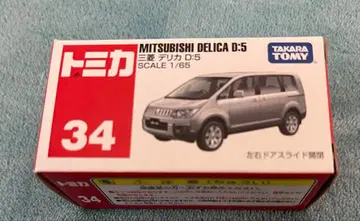 トミカ
MITSUBISHI DELICA D:5
三菱 デリカ D:5
SCALE 1/65
TAKARA
TOMY
34
左右ドアスライド開閉
34